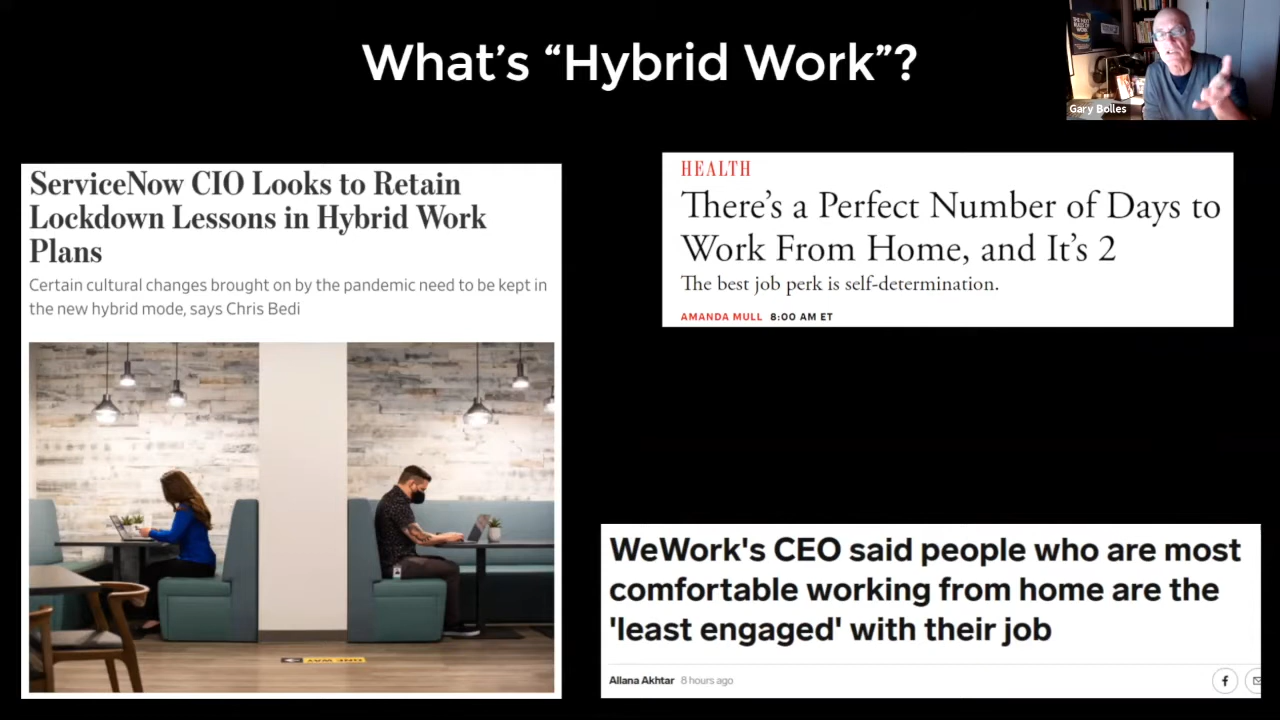 What's “Hybrid Work”?
Gary Bolles
ServiceNow CIO Looks to Retain
Lockdown Lessons in Hybrid Work
Plans
Certain cultural changes brought on by the pandemic need to be kept in
the new hybrid mode, says Chris Bedi
ONE WAY
HEALTH
There's a Perfect Number of Days to
Work From Home, and It's 2
The best job perk is self-determination.
AMANDA MULL 8:00 AM ET
WeWork's CEO said people who are most
comfortable working from home are the
'least engaged' with their job
Allana Akhtar 8 hours ago